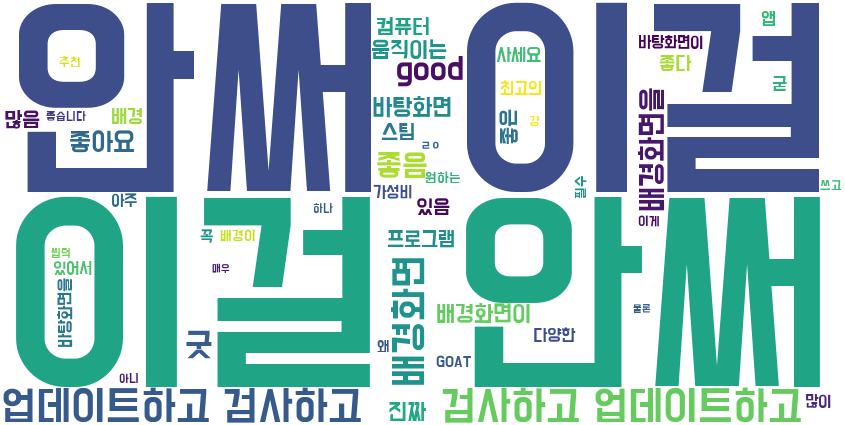 안써 이걸
이걸 안써
업데이트하고 검사하고
검사하고 업데이트하고
컴퓨터
움직이는
good
바탕화면
스팀
ㄹㅇ
좋음
원하는
가성비
있음
추천
많음
좋습니다
배경
좋아요
사세요
최고의
좋은
강
바탕화면이
좋다
앱
굳
배경화면을
필수
쓰고
이게
아주
하나
꼭
배경이
매우
씹덕
있어서
바탕화면을
굿
아니
프로그램
배경화면
왜
GOAT
진짜
배경화면이
다양한
물론
많이